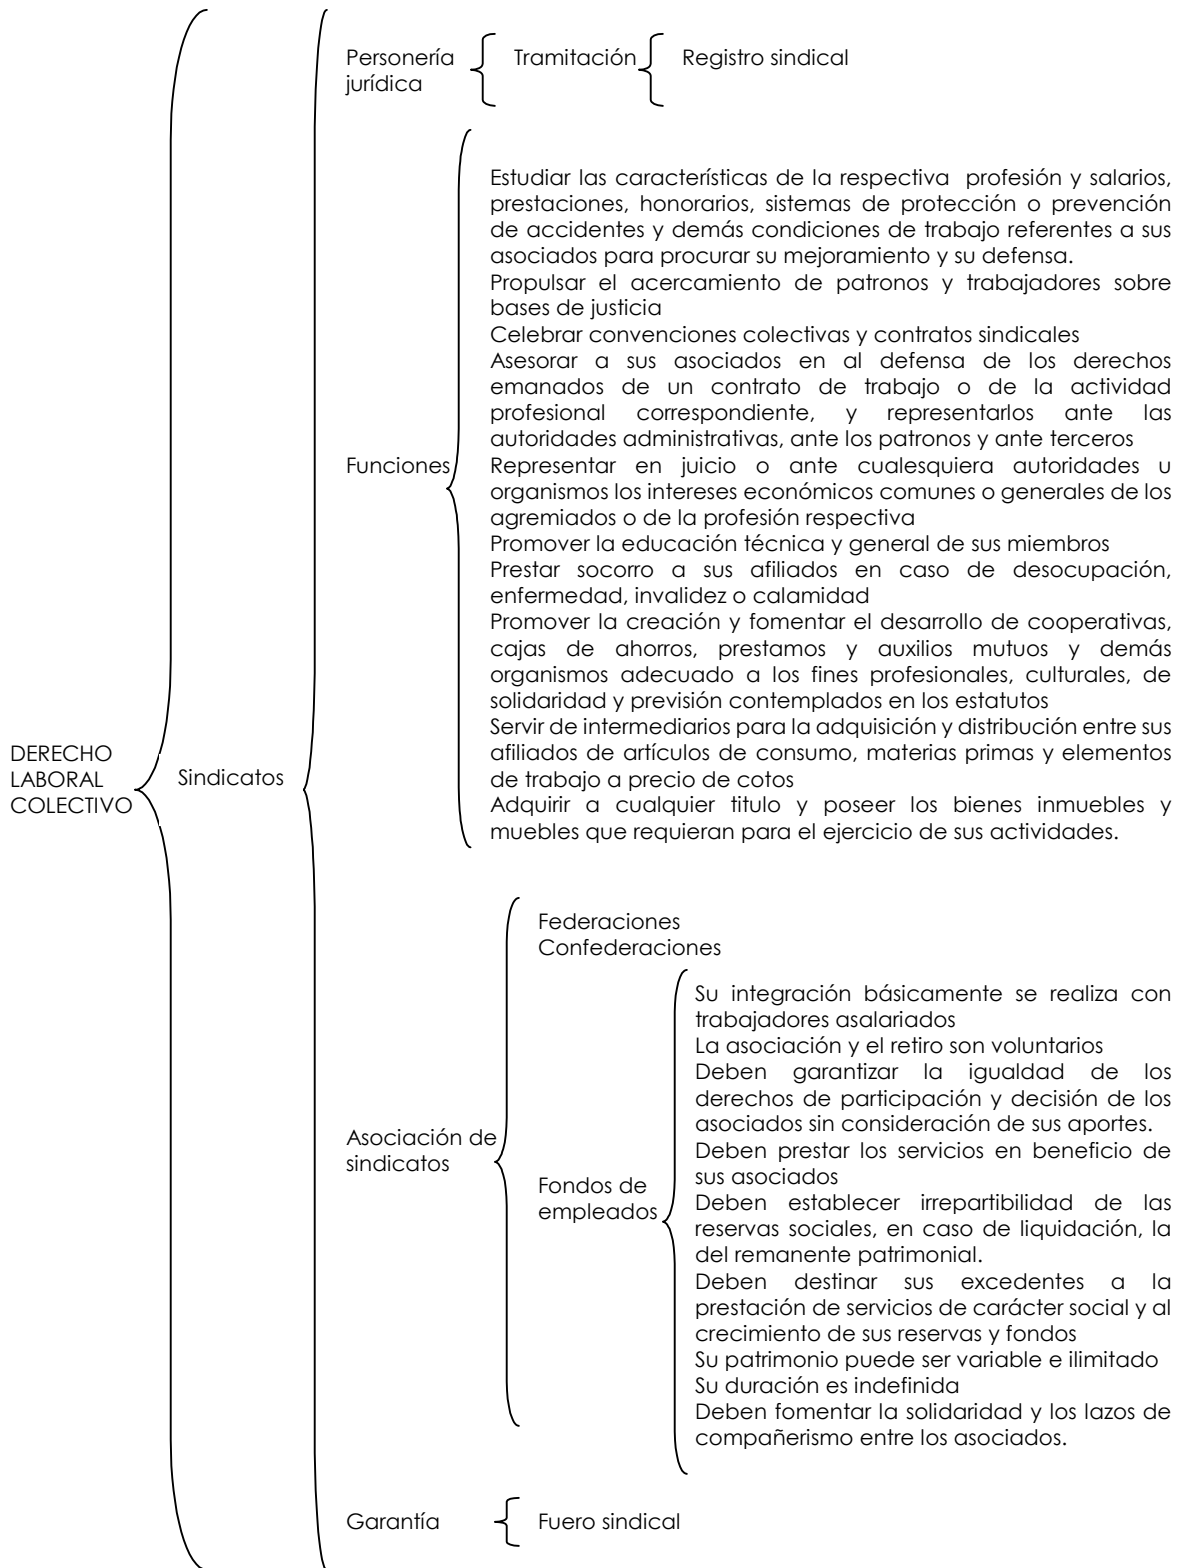 Personería
jurídica
Tramitación
Registro sindical
Estudiar las características de la respectiva profesión y salarios,
prestaciones, honorarios, sistemas de protección o prevención
de accidentes y demás condiciones de trabajo referentes a sus
asociados para procurar su mejoramiento y su defensa.
Propulsar el acercamiento de patronos y trabajadores sobre
bases de justicia
Celebrar convenciones colectivas y contratos sindicales
Asesorar a sus asociados en al defensa de los derechos
emanados de un contrato de trabajo o de la actividad
profesional correspondiente, y representarlos ante las
autoridades administrativas, ante los patronos y ante terceros
Funciones
Representar en juicio o ante cualesquiera autoridades u
organismos los intereses económicos comunes o generales de los
agremiados o de la profesión respectiva
Promover la educación técnica y general de sus miembros
Prestar socorro a sus afiliados en caso de desocupación,
enfermedad, invalidez o calamidad
Promover la creación y fomentar el desarrollo de cooperativas,
cajas de ahorros, prestamos y auxilios mutuos y demás
organismos adecuado a los fines profesionales, culturales, de
solidaridad y previsión contemplados en los estatutos
Servir de intermediarios para la adquisición y distribución entre sus
afiliados de artículos de consumo, materias primas y elementos
de trabajo a precio de cotos
Adquirir a cualquier titulo y poseer los bienes inmuebles y
muebles que requieran para el ejercicio de sus actividades.
DERECHO
LABORAL
COLECTIVO
Sindicatos
Federaciones
Confederaciones
Su integración básicamente se realiza con
trabajadores asalariados
La asociación y el retiro son voluntarios
Deben garantizar la igualdad de los
derechos de participación y decisión de los
asociados sin consideración de sus aportes.
Asociación de
sindicatos
Deben prestar los servicios en beneficio de
sus asociados
Fondos de
empleados
Deben establecer irrepartibilidad de las
reservas sociales, en caso de liquidación, la
del remanente patrimonial.
Deben destinar sus excedentes a la
prestación de servicios de carácter social y al
crecimiento de sus reservas y fondos
Su patrimonio puede ser variable e ilimitado
Su duración es indefinida
Deben fomentar la solidaridad y los lazos de
compañerismo entre los asociados.
Garantía
Fuero sindical